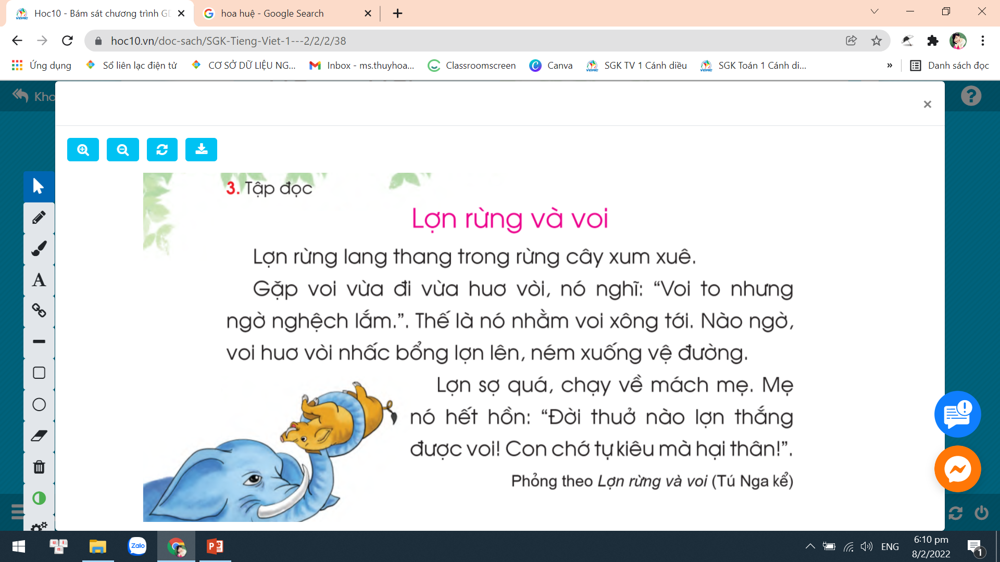 Hoc10 - Bám sát chương trình GD
hoa huệ - Google Search
hoc10.vn/doc-sach/SGK-Tieng-Viet-1---2/2/2/38
Ứng dụng
Sổ liên lạc điện tử
CƠ SỞ DỮ LIỆU NG...
Inbox - ms.thuyhoa...
Classroomscreen
Canva
SGK TV 1 Cánh diều
SGK Toán 1 Cánh di...
»
Danh sách đọc
Kho
3. Tập đọc
Lợn rừng và voi
Lợn rừng lang thang trong rừng cây xum xuê.
Gặp voi vừa đi vừa huơ vòi, nó nghĩ: “Voi to nhưng
ngờ nghệch lắm.”. Thế là nó nhằm voi xông tới. Nào ngờ,
voi huơ vòi nhấc bổng lợn lên, ném xuống vệ đường.
Lợn sợ quá, chạy về mách mẹ. Mẹ
nó hết hồn: “Đời thuở nào lợn thắng
được voi! Con chớ tự kiêu mà hại thân!”.
Phỏng theo Lợn rừng và voi (Tú Nga kể)
Zalo
ENG
6:10 pm
8/2/2022
1